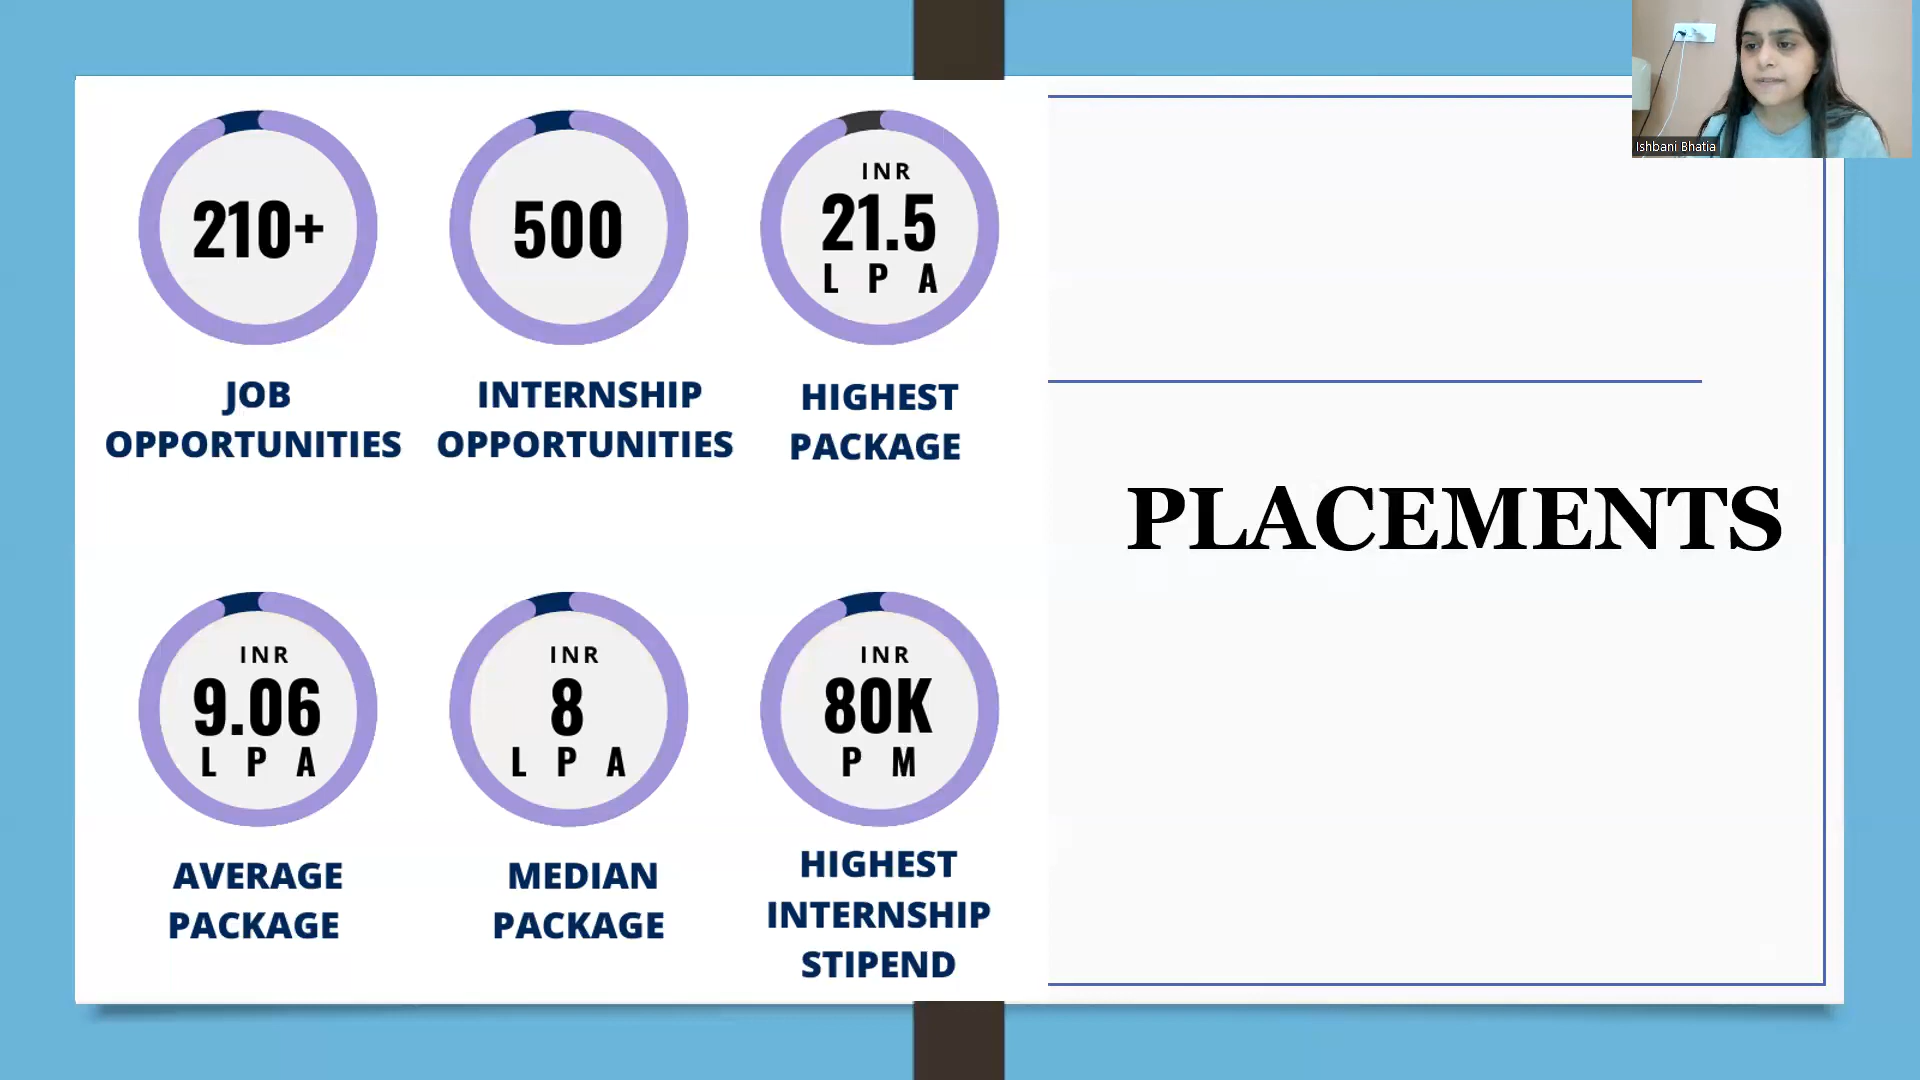 210+
JOB
OPPORTUNITIES
500
INTERNSHIP
OPPORTUNITIES
INR
21.5
L P A
HIGHEST
PACKAGE
INR
9.06
L P A
AVERAGE
PACKAGE
INR
8
L P A
MEDIAN
PACKAGE
INR
80K
P M
HIGHEST
INTERNSHIP
STIPEND
PLACEMENTS
Ishbani Bhatia